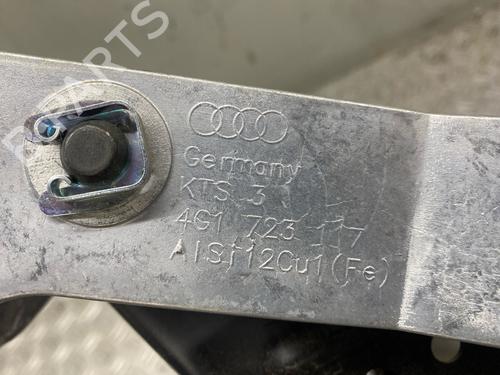 Germany
KTS 3
4G1 723 117
AlSi12Cu1(Fe)